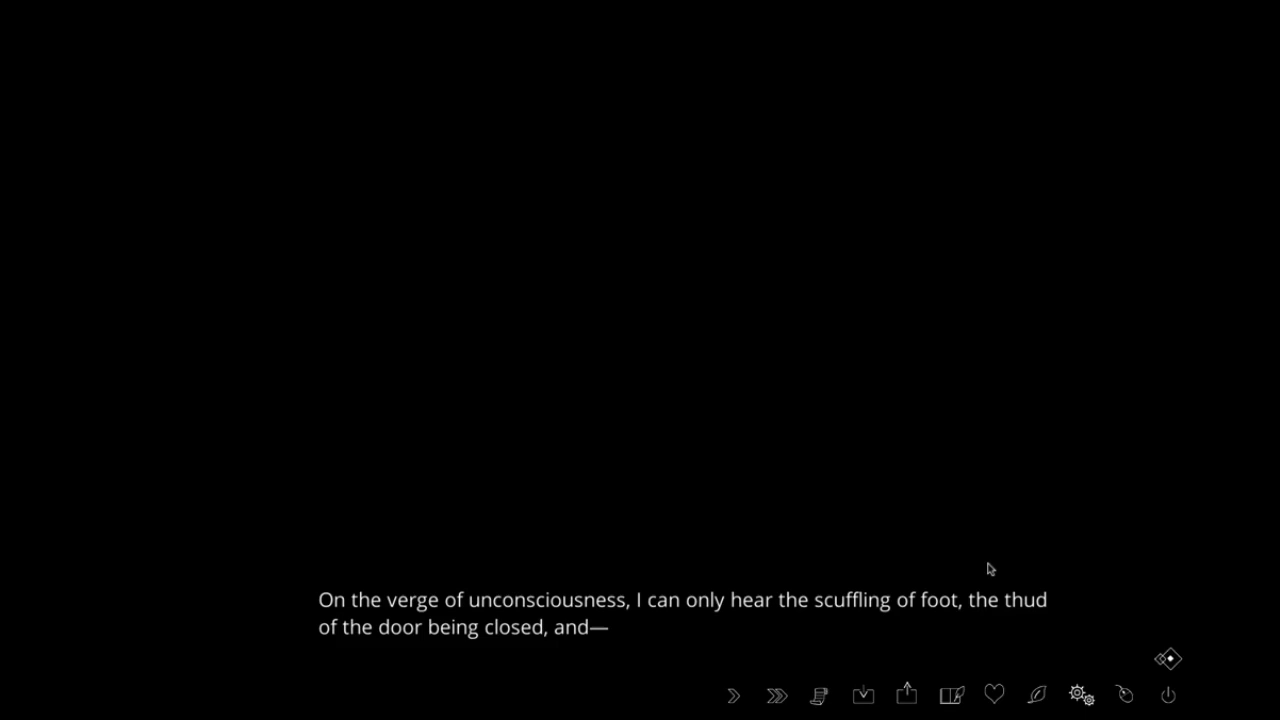 On the verge of unconsciousness, I can only hear the scuffling of foot, the thud
of the door being closed, and—